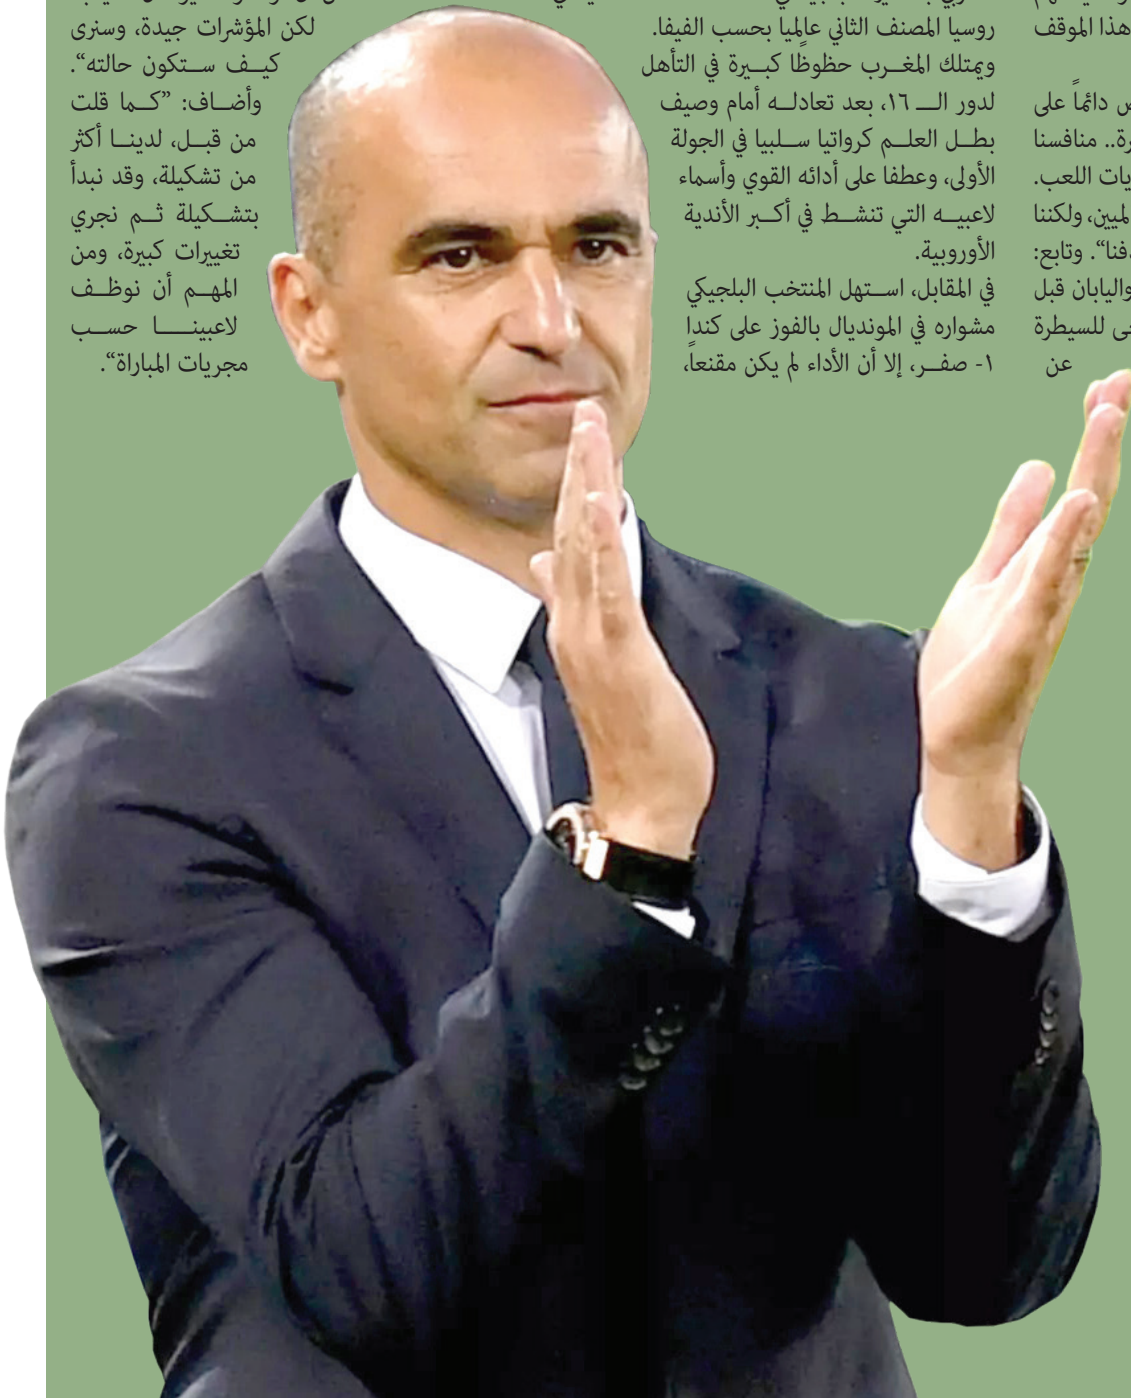 هذا الموقف
دائماً على
منافسنا
يات اللعب.
ولكننا
وتابع:
واليابان قبل
للسيطرة
عن
روسيا المصنف الثاني عالميا بحسب الفيفا.
ويمتلك المغرب حظوظًا كبيرة في التأهل
لدور الـ ١٦، بعد تعادله أمام وصيف
بطل العلم كرواتيا سلبيا في الجولة
الأولى، وعطفا على أدائه القوي وأسماء
لاعبيه التي تنشط في أكبر الأندية
الأوروبية.
في المقابل، استهل المنتخب البلجيكي
مشواره في المونديال بالفوز على كندا
١- صفر، إلا أن الأداء لم يكن مقنعاً،
لكن المؤشرات جيدة، وسنرى
كيف ستكون حالته“.
وأضاف: ”كما قلت
من قبل، لدينا أكثر
من تشكيلة، وقد نبدأ
بتشكيلة ثم نجري
تغييرات كبيرة، ومن
المهم أن نوظف
لاعبينا حسب
مجريات المباراة“.